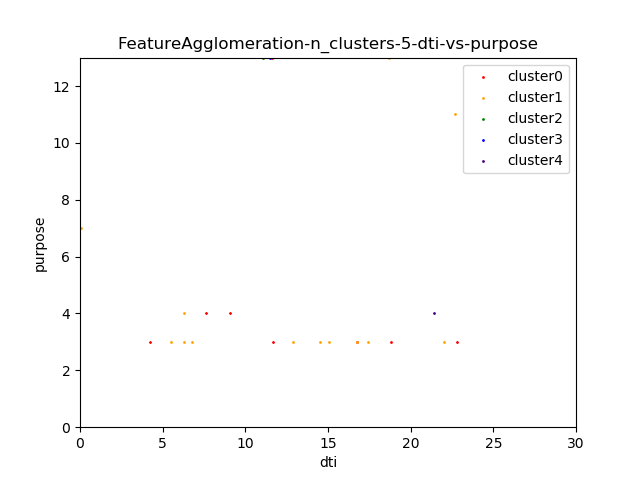 FeatureAgglomeration-n_clusters-5-dti-vs-purpose
cluster0
cluster1
cluster2
cluster3
cluster4
12
10
8
6
4
2
0
purpose
0 5 10 15 20 25 30
dti